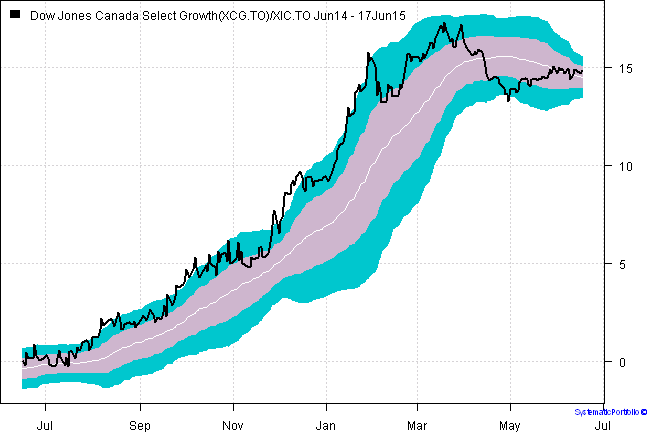 Dow Jones Canada Select Growth(XCG.TO)/XIC.TO Jun14 - 17Jun15
15
10
5
0
Jul Sep Nov Jan Mar May Jul
SystematicPortfolio ©